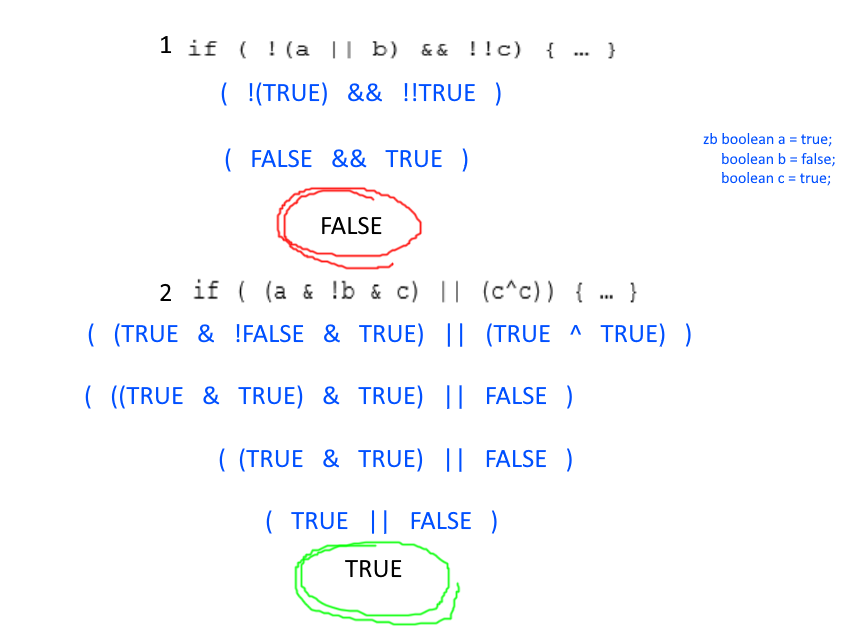 1 if ( !(a || b) && !!c) { … }
( !(TRUE) && !!TRUE )
zb boolean a = true;
boolean b = false;
boolean c = true;
( FALSE && TRUE )
FALSE
2 if ( (a & !b & c) || (c^c)) { … }
( (TRUE & !FALSE & TRUE) || (TRUE ^ TRUE) )
( ((TRUE & TRUE) & TRUE) || FALSE )
( (TRUE & TRUE) || FALSE )
( TRUE || FALSE )
TRUE